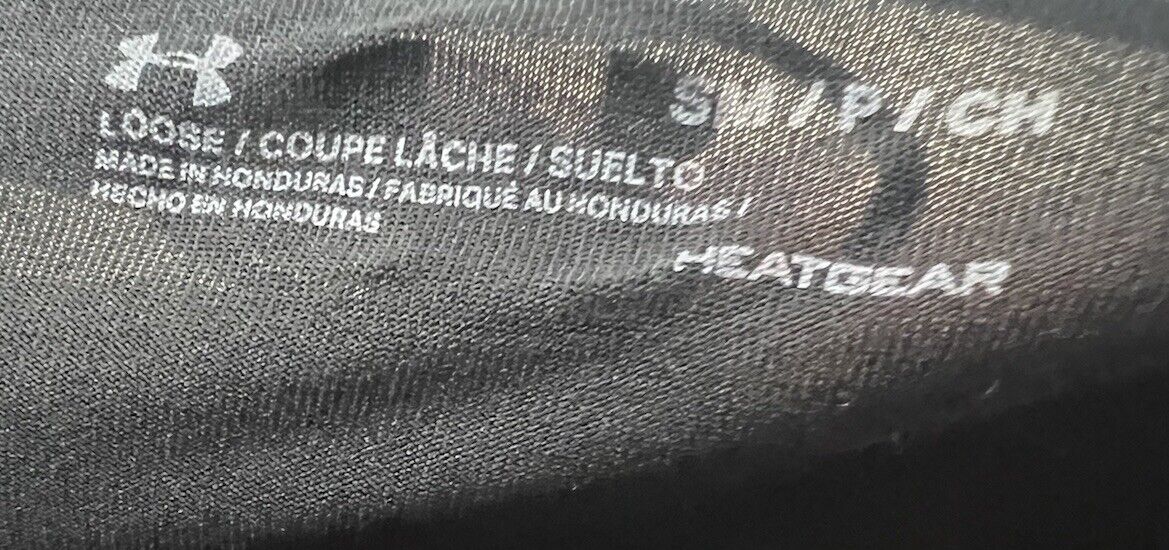 SM / P / CH
LOOSE / COUPE LÂCHE / SUELTO
MADE IN HONDURAS / FABRIQUÉ AU HONDURAS /
HECHO EN HONDURAS
HEATGEAR